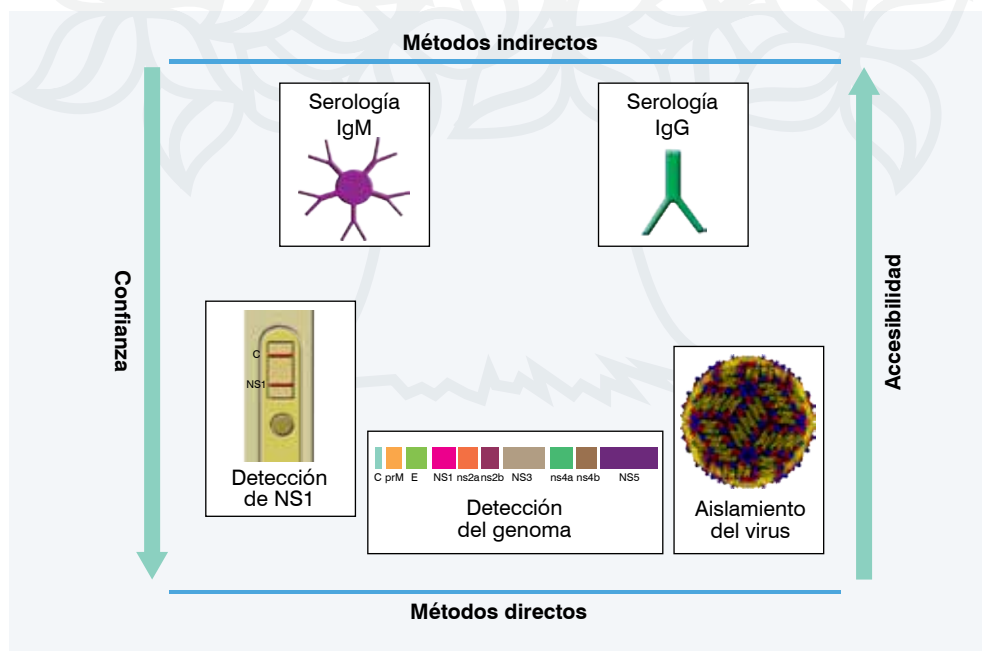 Métodos indirectos
Serología
IgM
Serología
IgG
Confianza
Accesibilidad
C
NS1
Detección
de NS1
C prM E NS1 ns2a ns2b NS3 ns4a ns4b NS5
Detección
del genoma
Aislamiento
del virus
Métodos directos